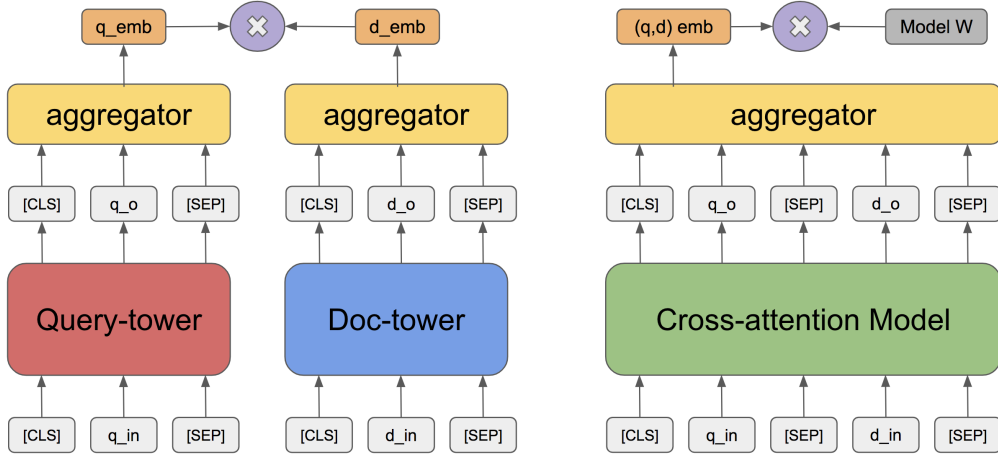 q_emb d_emb (q,d) emb Model W
aggregator aggregator aggregator
[CLS] q_o [SEP] [CLS] d_o [SEP] [CLS] q_o [SEP] d_o [SEP]
Query-tower Doc-tower Cross-attention Model
[CLS] q_in [SEP] [CLS] d_in [SEP] [CLS] q_in [SEP] d_in [SEP]